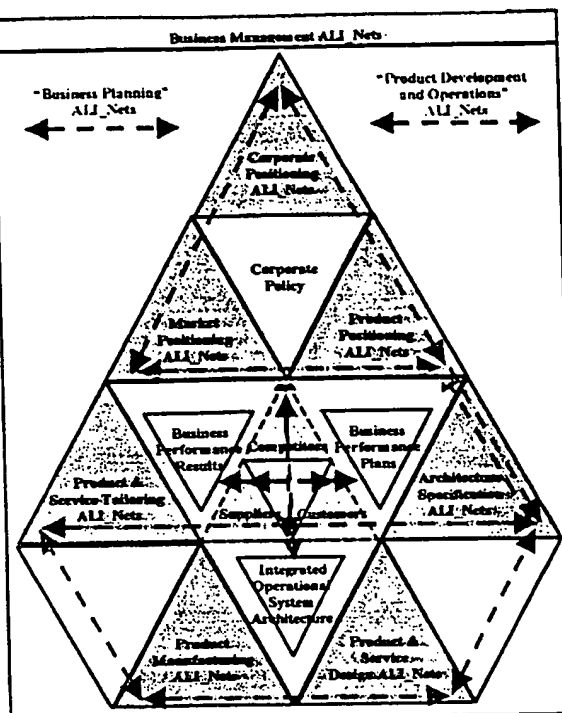 Business Management ALI_Nets
"Business Planning"
ALI_Nets
"Product Development
and Operations"
ALI_Nets
Corporate
Positioning
ALI_Nets
Corporate
Policy
Market
Positioning
ALI_Nets
Product
Positioning
ALI_Nets
Business
Performance
Results
Competitors
Business
Performance
Plans
Product &
Service Tailoring
ALI_Nets
Suppliers
Customers
Architecture
Specifications
ALI_Nets
Integrated
Operational
System
Architecture
Product
Manufacturing
ALI_Nets
Product &
Service
Design ALI_Nets